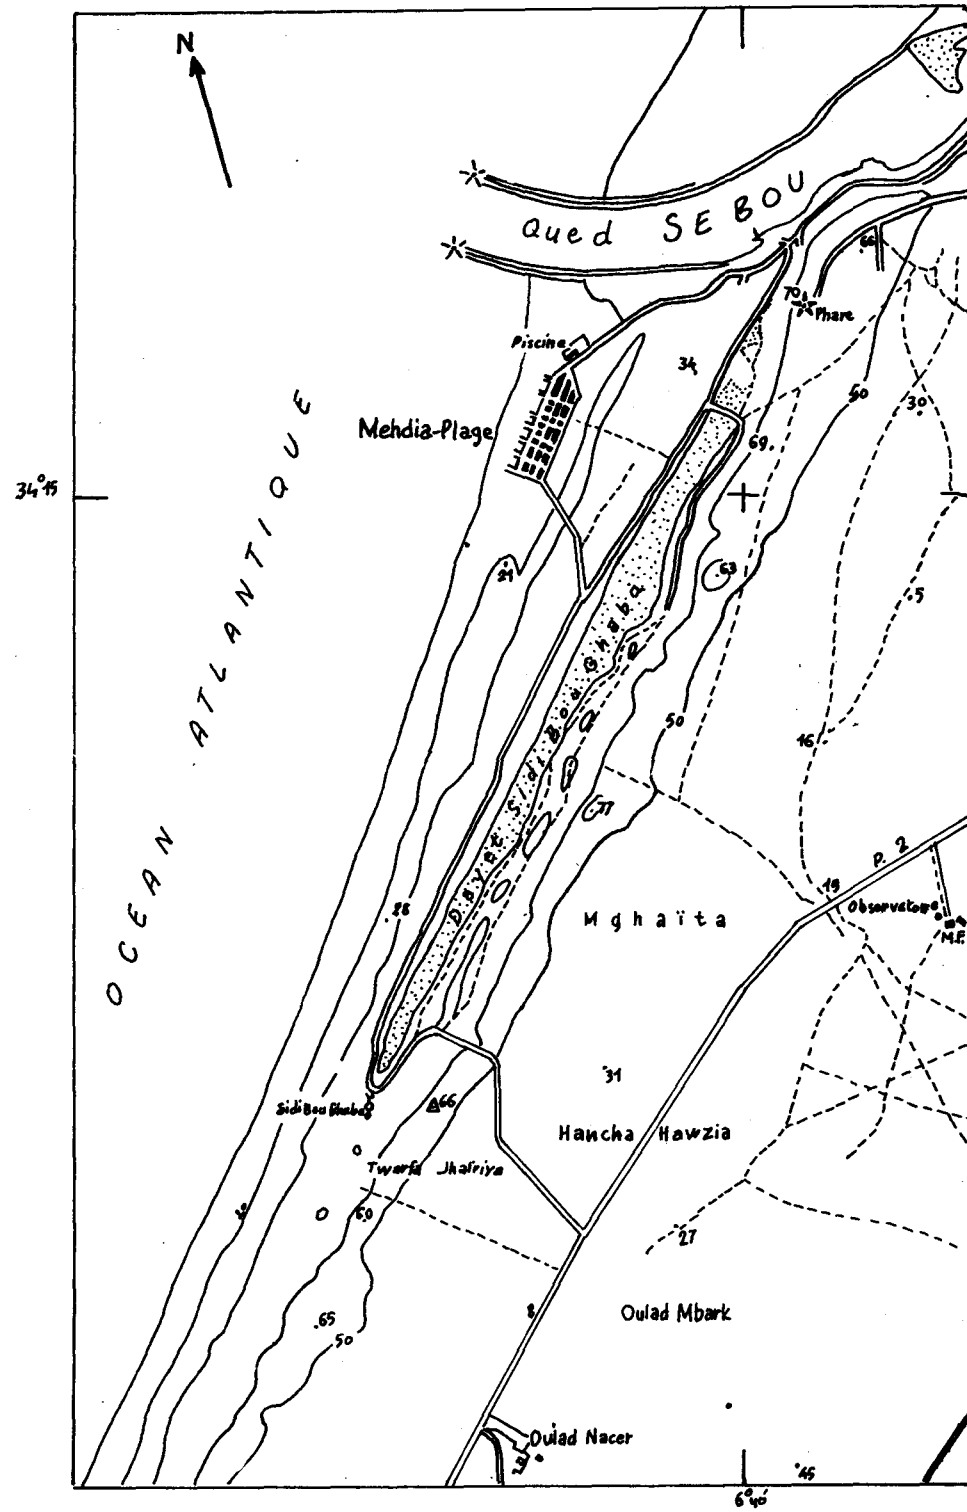 N
Qued SEBOU
66
70
Phare
Piscine
34
50
30
Mehdia-Plage
69
34°15
21
63
5
OCEAN ATLANTIQUE
Dayat Sidi Bou Ghaba
50
16
77
P. 2
19
Observatoire
M.F.
28
Mghaïta
31
Sidi Bou Ghaba
66
Hancha Hawzia
Twarfa Jhaïriya
20
60
27
8
Oulad Mbark
65
50
Oulad Nacer
45
6°40'